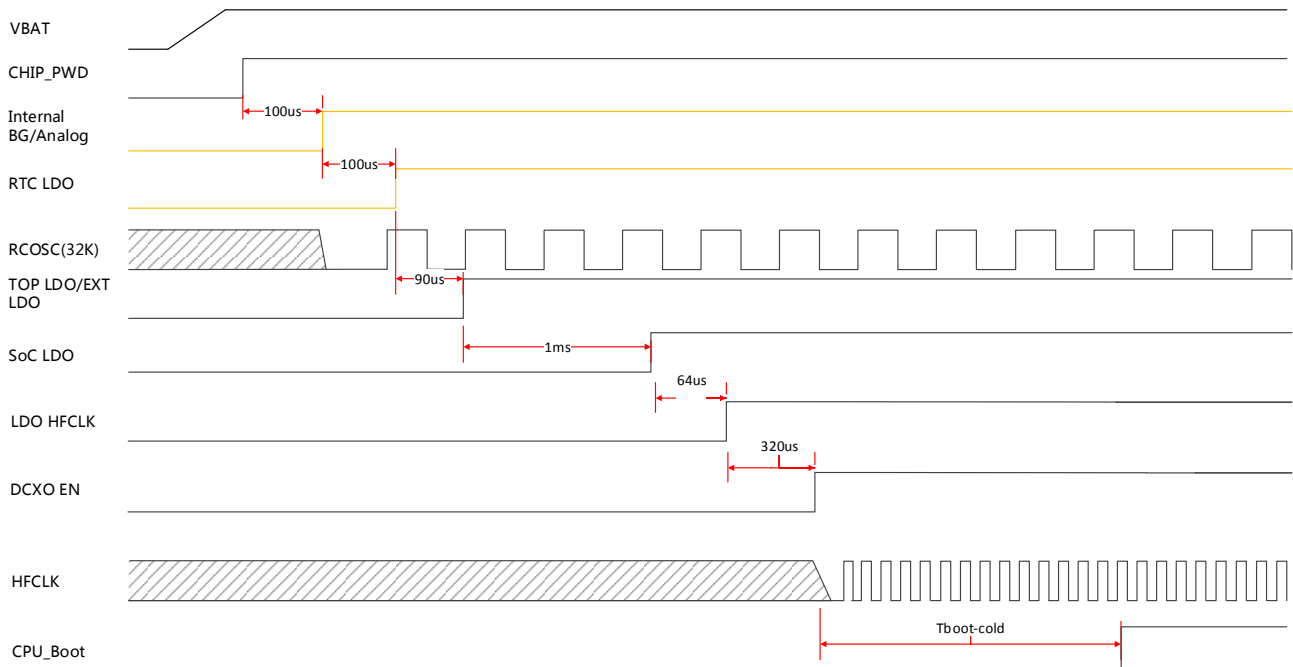 VBAT
CHIP_PWD
Internal
BG/Analog
100us
100us
RTC LDO
RCOSC(32K)
TOP LDO/EXT
LDO
90us
SoC LDO
1ms
64us
LDO HFCLK
320us
DCXO EN
HFCLK
Tboot-cold
CPU_Boot